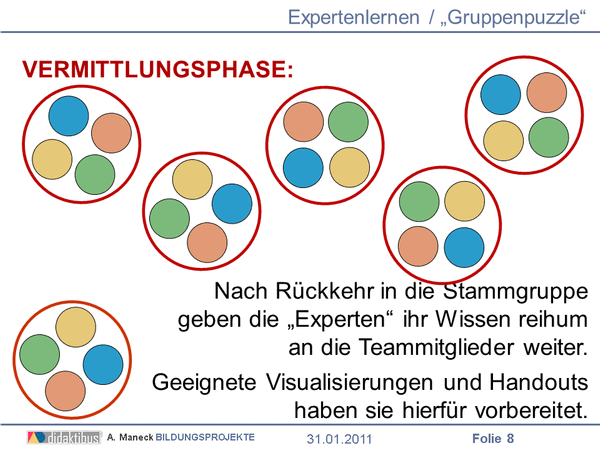 Expertenlernen / „Gruppenpuzzle“
VERMITTLUNGSPHASE:
Nach Rückkehr in die Stammgruppe
geben die „Experten“ ihr Wissen reihum
an die Teammitglieder weiter.
Geeignete Visualisierungen und Handouts
haben sie hierfür vorbereitet.
didaktibus A. Maneck BILDUNGSPROJEKTE 31.01.2011 Folie 8